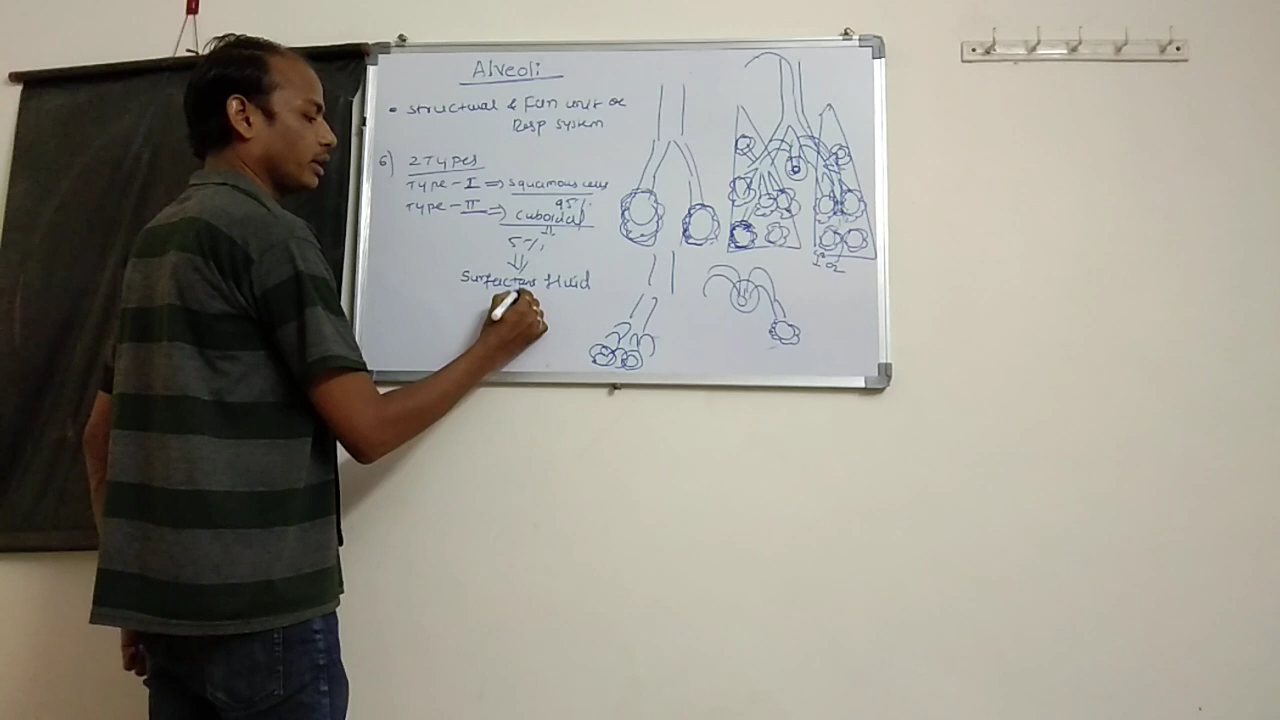 Alveoli
• Structural & Fun unit of
Resp System
6) 2 Types
Type-I => Squamous cells
95%
Type-II => Cuboidal
5%
Surfactant fluid
O2